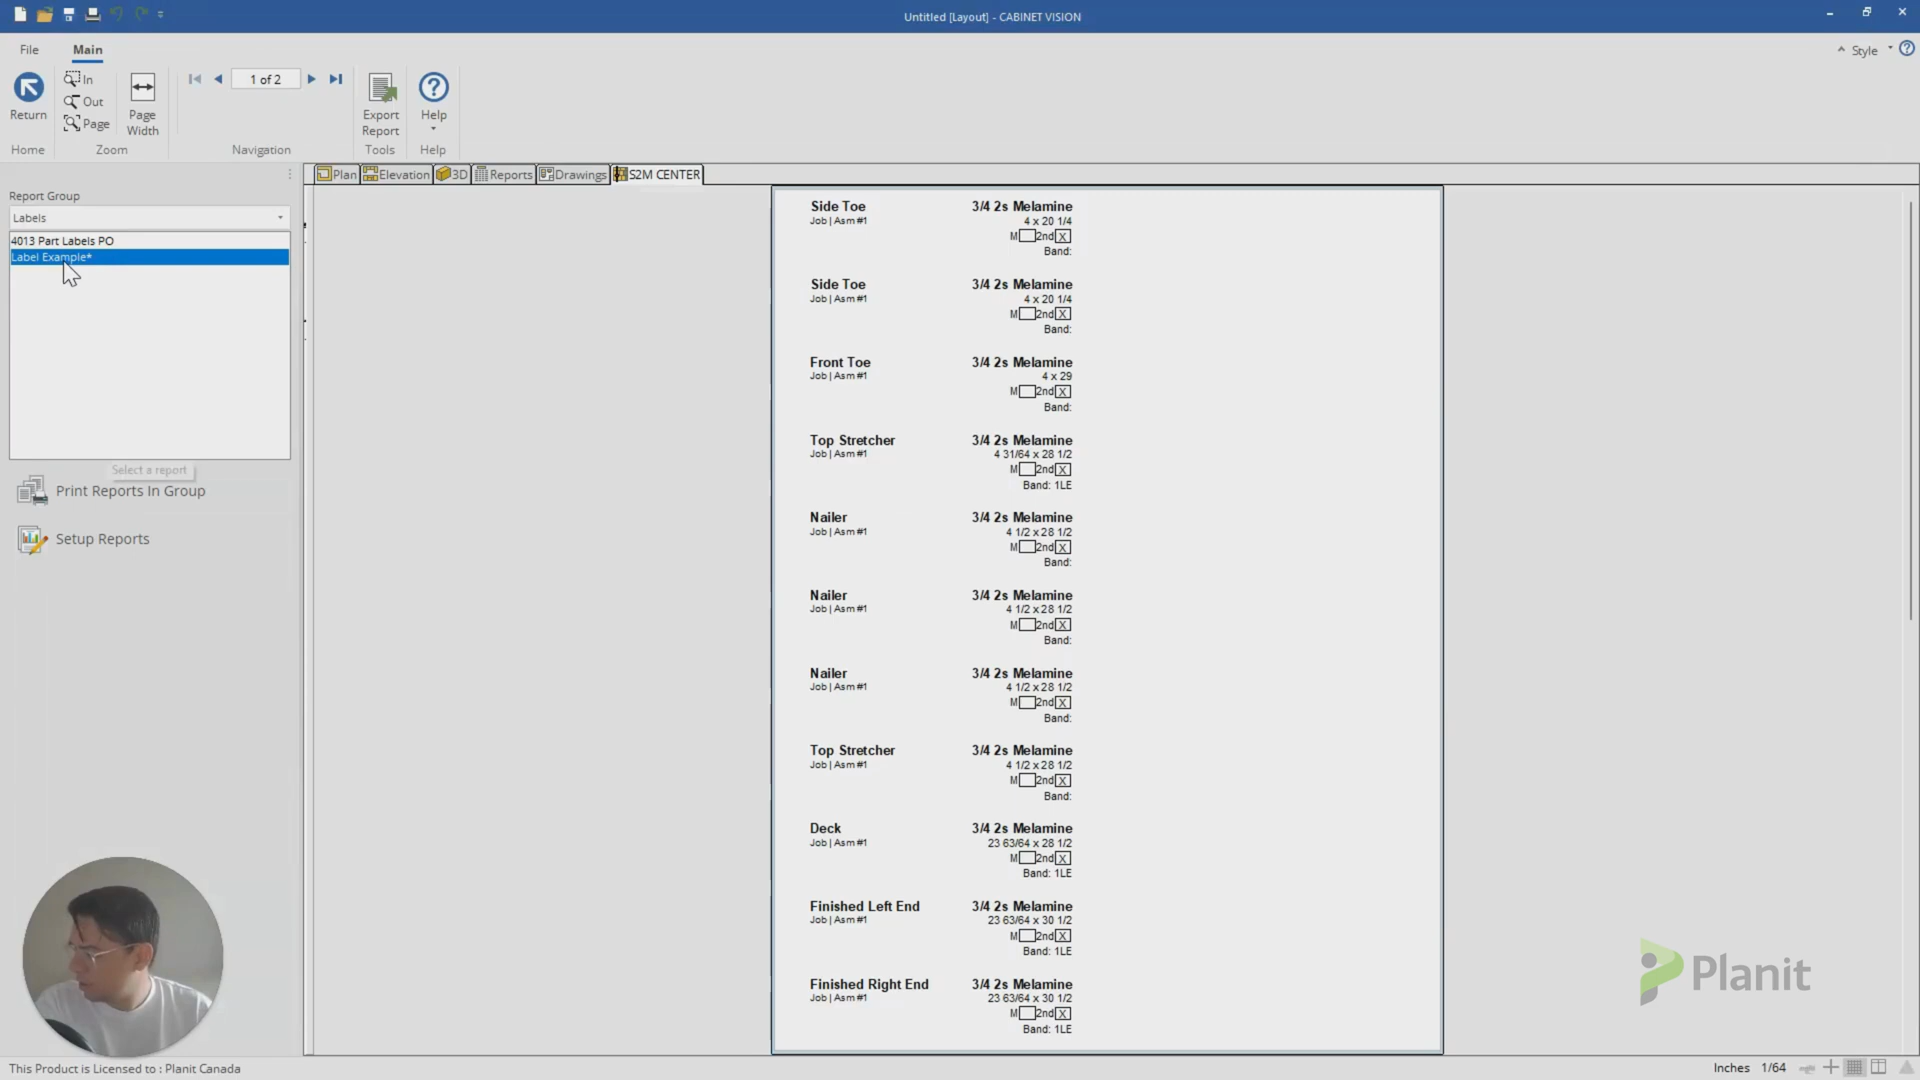 Untitled [Layout] - CABINET VISION
File
Main
Style
Return
In
Out
Page
Page
Width
1 of 2
Export
Report
Help
Home
Zoom
Navigation
Tools
Help
Plan
Elevation
3D
Reports
Drawings
S2M CENTER
Report Group
Labels
4013 Part Labels PO
Label Example*
Select a report
Print Reports In Group
Setup Reports
Side Toe 3/4 2s Melamine
Job | Asm #1 4 x 20 1/4
M 2nd X
Band:
Side Toe 3/4 2s Melamine
Job | Asm #1 4 x 20 1/4
M 2nd X
Band:
Front Toe 3/4 2s Melamine
Job | Asm #1 4 x 29
M 2nd X
Band:
Top Stretcher 3/4 2s Melamine
Job | Asm #1 4 31/64 x 28 1/2
M 2nd X
Band: 1LE
Nailer 3/4 2s Melamine
Job | Asm #1 4 1/2 x 28 1/2
M 2nd X
Band:
Nailer 3/4 2s Melamine
Job | Asm #1 4 1/2 x 28 1/2
M 2nd X
Band:
Nailer 3/4 2s Melamine
Job | Asm #1 4 1/2 x 28 1/2
M 2nd X
Band:
Top Stretcher 3/4 2s Melamine
Job | Asm #1 4 1/2 x 28 1/2
M 2nd X
Band:
Deck 3/4 2s Melamine
Job | Asm #1 23 63/64 x 28 1/2
M 2nd X
Band: 1LE
Finished Left End 3/4 2s Melamine
Job | Asm #1 23 63/64 x 30 1/2
M 2nd X
Band: 1LE
Finished Right End 3/4 2s Melamine
Job | Asm #1 23 63/64 x 30 1/2
M 2nd X
Band: 1LE
Planit
This Product is Licensed to : Planit Canada
Inches 1/64